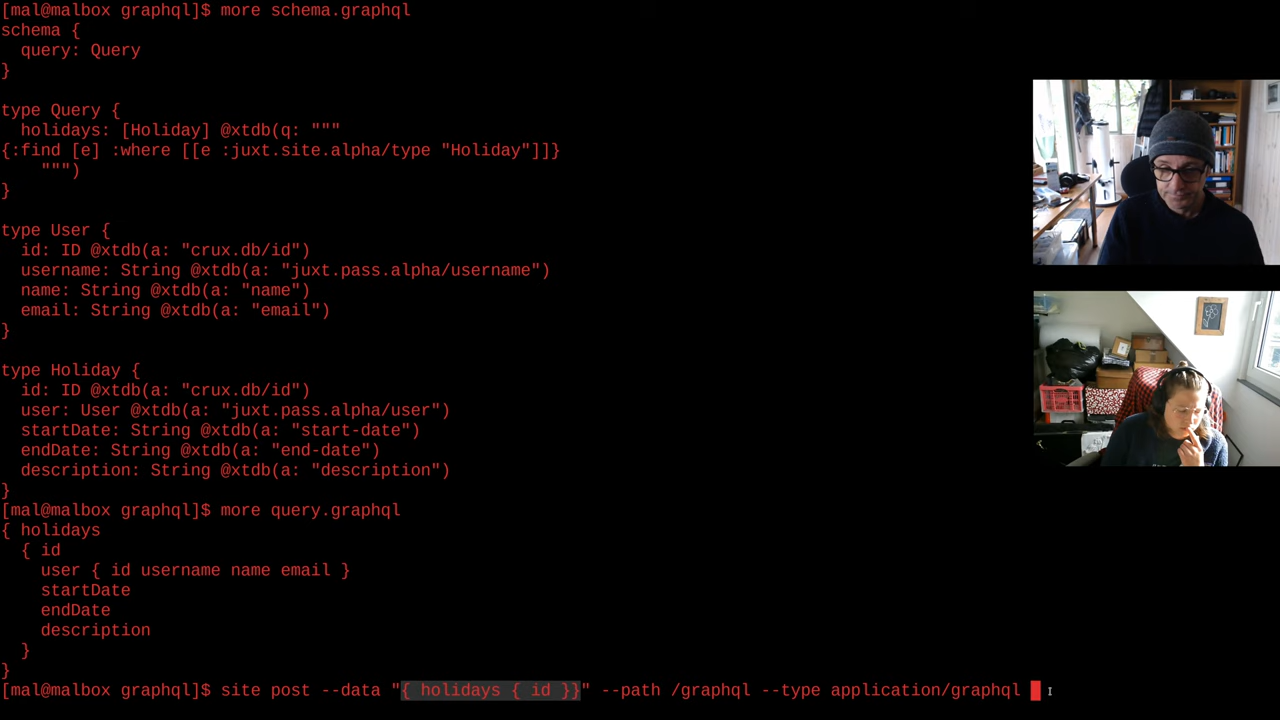 [mal@malbox graphql]$ more schema.graphql
schema {
  query: Query
}

type Query {
  holidays: [Holiday] @xtdb(q: """
{:find [e] :where [[e :juxt.site.alpha/type "Holiday"]]}
    """)
}

type User {
  id: ID @xtdb(a: "crux.db/id")
  username: String @xtdb(a: "juxt.pass.alpha/username")
  name: String @xtdb(a: "name")
  email: String @xtdb(a: "email")
}

type Holiday {
  id: ID @xtdb(a: "crux.db/id")
  user: User @xtdb(a: "juxt.pass.alpha/user")
  startDate: String @xtdb(a: "start-date")
  endDate: String @xtdb(a: "end-date")
  description: String @xtdb(a: "description")
}
[mal@malbox graphql]$ more query.graphql
{ holidays
  { id
    user { id username name email }
    startDate
    endDate
    description
  }
}
[mal@malbox graphql]$ site post --data "{ holidays { id }}" --path /graphql --type application/graphql